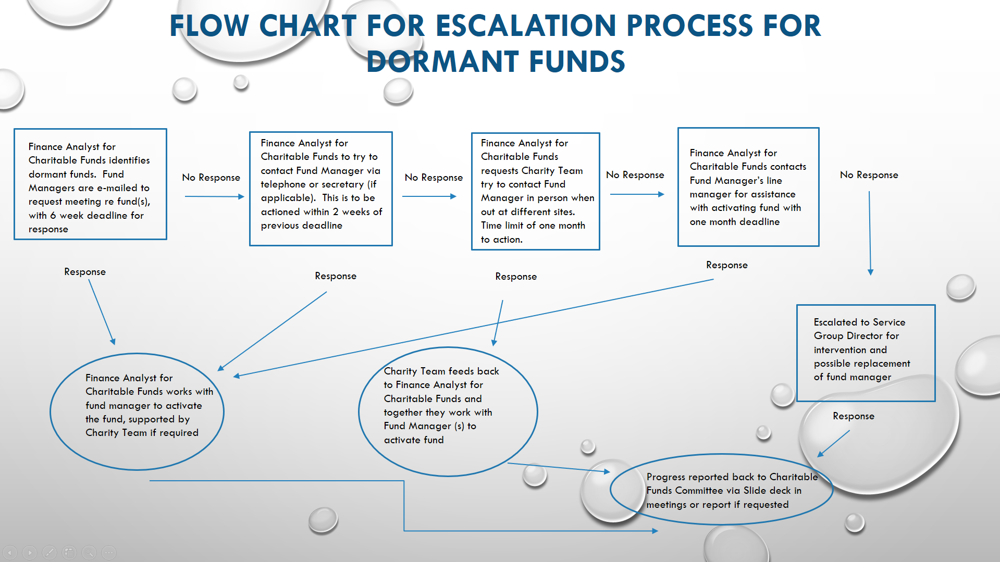 FLOW CHART FOR ESCALATION PROCESS FOR
DORMANT FUNDS
Finance Analyst for
Charitable Funds identifies
dormant funds.  Fund
Managers are e-mailed to
request meeting re fund(s),
with 6 week deadline for
response
No Response
Finance Analyst for
Charitable Funds to try to
contact Fund Manager via
telephone or secretary (if
applicable).  This is to be
actioned within 2 weeks of
previous deadline
No Response
Finance Analyst for
Charitable Funds
requests Charity Team
try to contact Fund
Manager in person when
out at different sites.
Time limit of one month
to action.
No Response
Finance Analyst for
Charitable Funds contacts
Fund Manager’s line
manager for assistance
with activating fund with
one month deadline
No Response
Response
Response
Response
Response
Escalated to Service
Group Director for
intervention and
possible replacement
of fund manager
Finance Analyst for
Charitable Funds works with
fund manager to activate
the fund, supported by
Charity Team if required
Charity Team feeds back
to Finance Analyst for
Charitable Funds and
together they work with
Fund Manager (s) to
activate fund
Response
Progress reported back to Charitable
Funds Committee via Slide deck in
meetings or report if requested